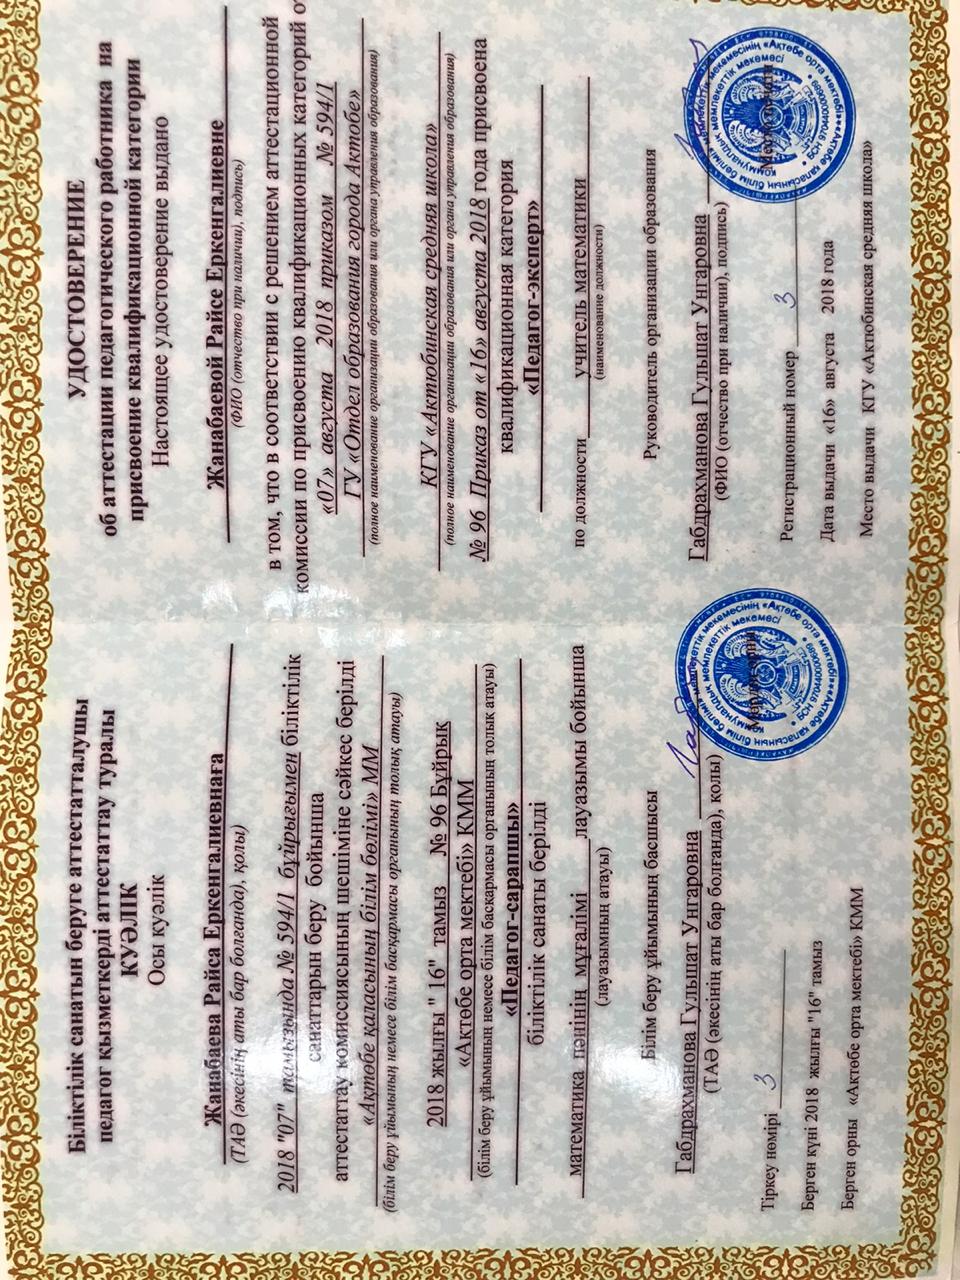 Біліктілік санатын беруге аттестатталушы
педагог қызметкерді аттестаттау туралы
КУӘЛІК
Осы куәлік
Жанабаева Райса Еркенгалиевнаға
(ТАӘ (әкесінің аты бар болғанда), қолы)
2018 "07" тамызында № 594/1 бұйрығымен біліктілік
санаттарын беру бойынша
аттестаттау комиссиясының шешіміне сәйкес берілді
«Ақтөбе қаласының білім бөлімі» ММ
(білім беру ұйымының немесе білім басқармасы органының толық атауы)
2018 жылғы "16" тамыз № 96 Бұйрық
«Ақтөбе орта мектебі» КММ
(білім беру ұйымының немесе білім баскармасы органының толык атауы)
«Педагог-сарапшы»
біліктілік санаты берілді
математика пәнінің мұғалімі лауазымы бойынша
(лауазымның атауы)
Білім беру ұйымының басшысы
Габдрахманова Гульшат Унгаровна
(ТАӘ (әкесінің аты бар болғанда), қолы)
Тіркеу нөмірі 3
Берген күні 2018 жылғы "16" тамыз
Берген орны «Ақтөбе орта мектебі» КММ
УДОСТОВЕРЕНИЕ
об аттестации педагогического работника на
присвоение квалификационной категории
Настоящее удостоверение выдано
Жанабаевой Райсе Еркенгалиевне
(ФИО (отчество при наличии), подпись)
в том, что в соответствии с решением аттестационной
комиссии по присвоению квалификационных категорий от
«07» августа 2018 приказом № 594/1
ГУ «Отдел образования города Актобе»
(полное наименование организации образования или органа управления образования)
КГУ «Актюбинская средняя школа»
(полное наименование организации образования или органа управления образования)
№ 96 Приказ от «16» августа 2018 года присвоена
квалификационная категория
«Педагог-эксперт»
по должности учитель математики
(наименование должности)
Руководитель организации образования
Габдрахманова Гульшат Унгаровна
(ФИО (отчество при наличии), подпись)
Регистрационный номер 3
Дата выдачи «16» августа 2018 года
Место выдачи КГУ «Актюбинская средняя школа»